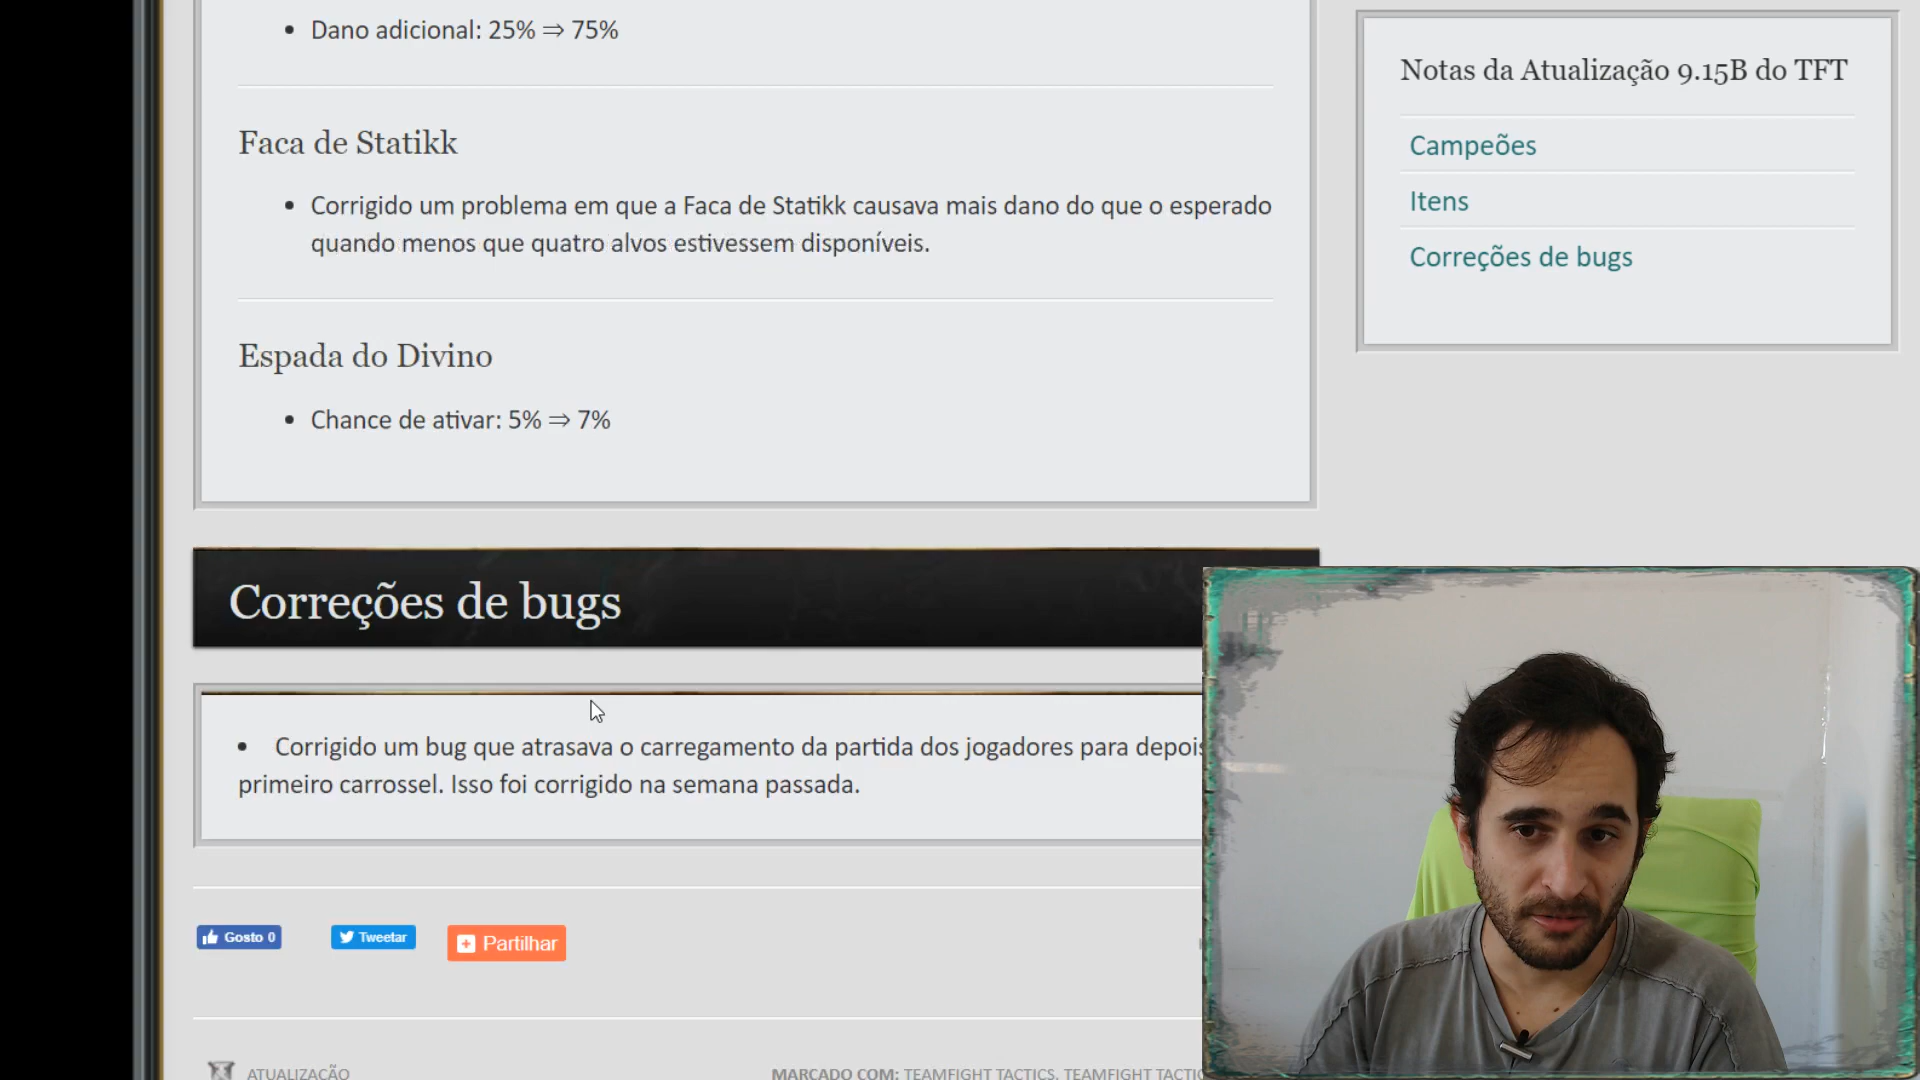 Dano adicional: 25% ⇒ 75%
Faca de Statikk
Corrigido um problema em que a Faca de Statikk causava mais dano do que o esperado
quando menos que quatro alvos estivessem disponíveis.
Espada do Divino
Chance de ativar: 5% ⇒ 7%
Notas da Atualização 9.15B do TFT
Campeões
Itens
Correções de bugs
Correções de bugs
Corrigido um bug que atrasava o carregamento da partida dos jogadores para depois
primeiro carrossel. Isso foi corrigido na semana passada.
Gosto 0
Tweetar
Partilhar
ATUALIZAÇÃO
MARCADO COM: TEAMFIGHT TACTICS, TEAMFIGHT TACTIC